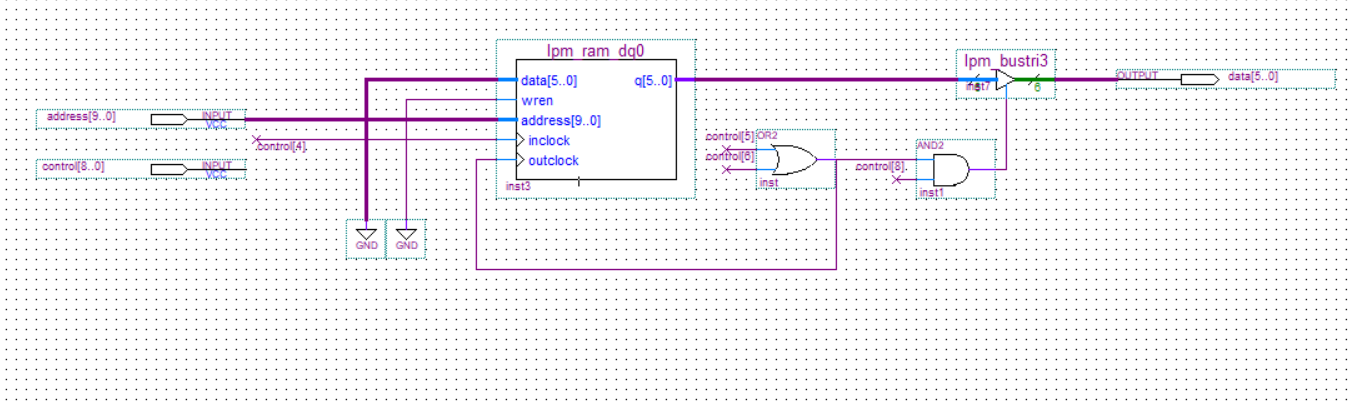 lpm_ram_dq0
data[5..0]
q[5..0]
wren
address[9..0]
inclock
outclock
inst3
address[9..0]
INPUT
VCC
control[4].
control[8..0]
INPUT
VCC
GND
GND
control[5]
OR2
control[6]
inst
control[8].
AND2
inst1
lpm_bustri3
6
inst7
6
OUTPUT
data[5..0]